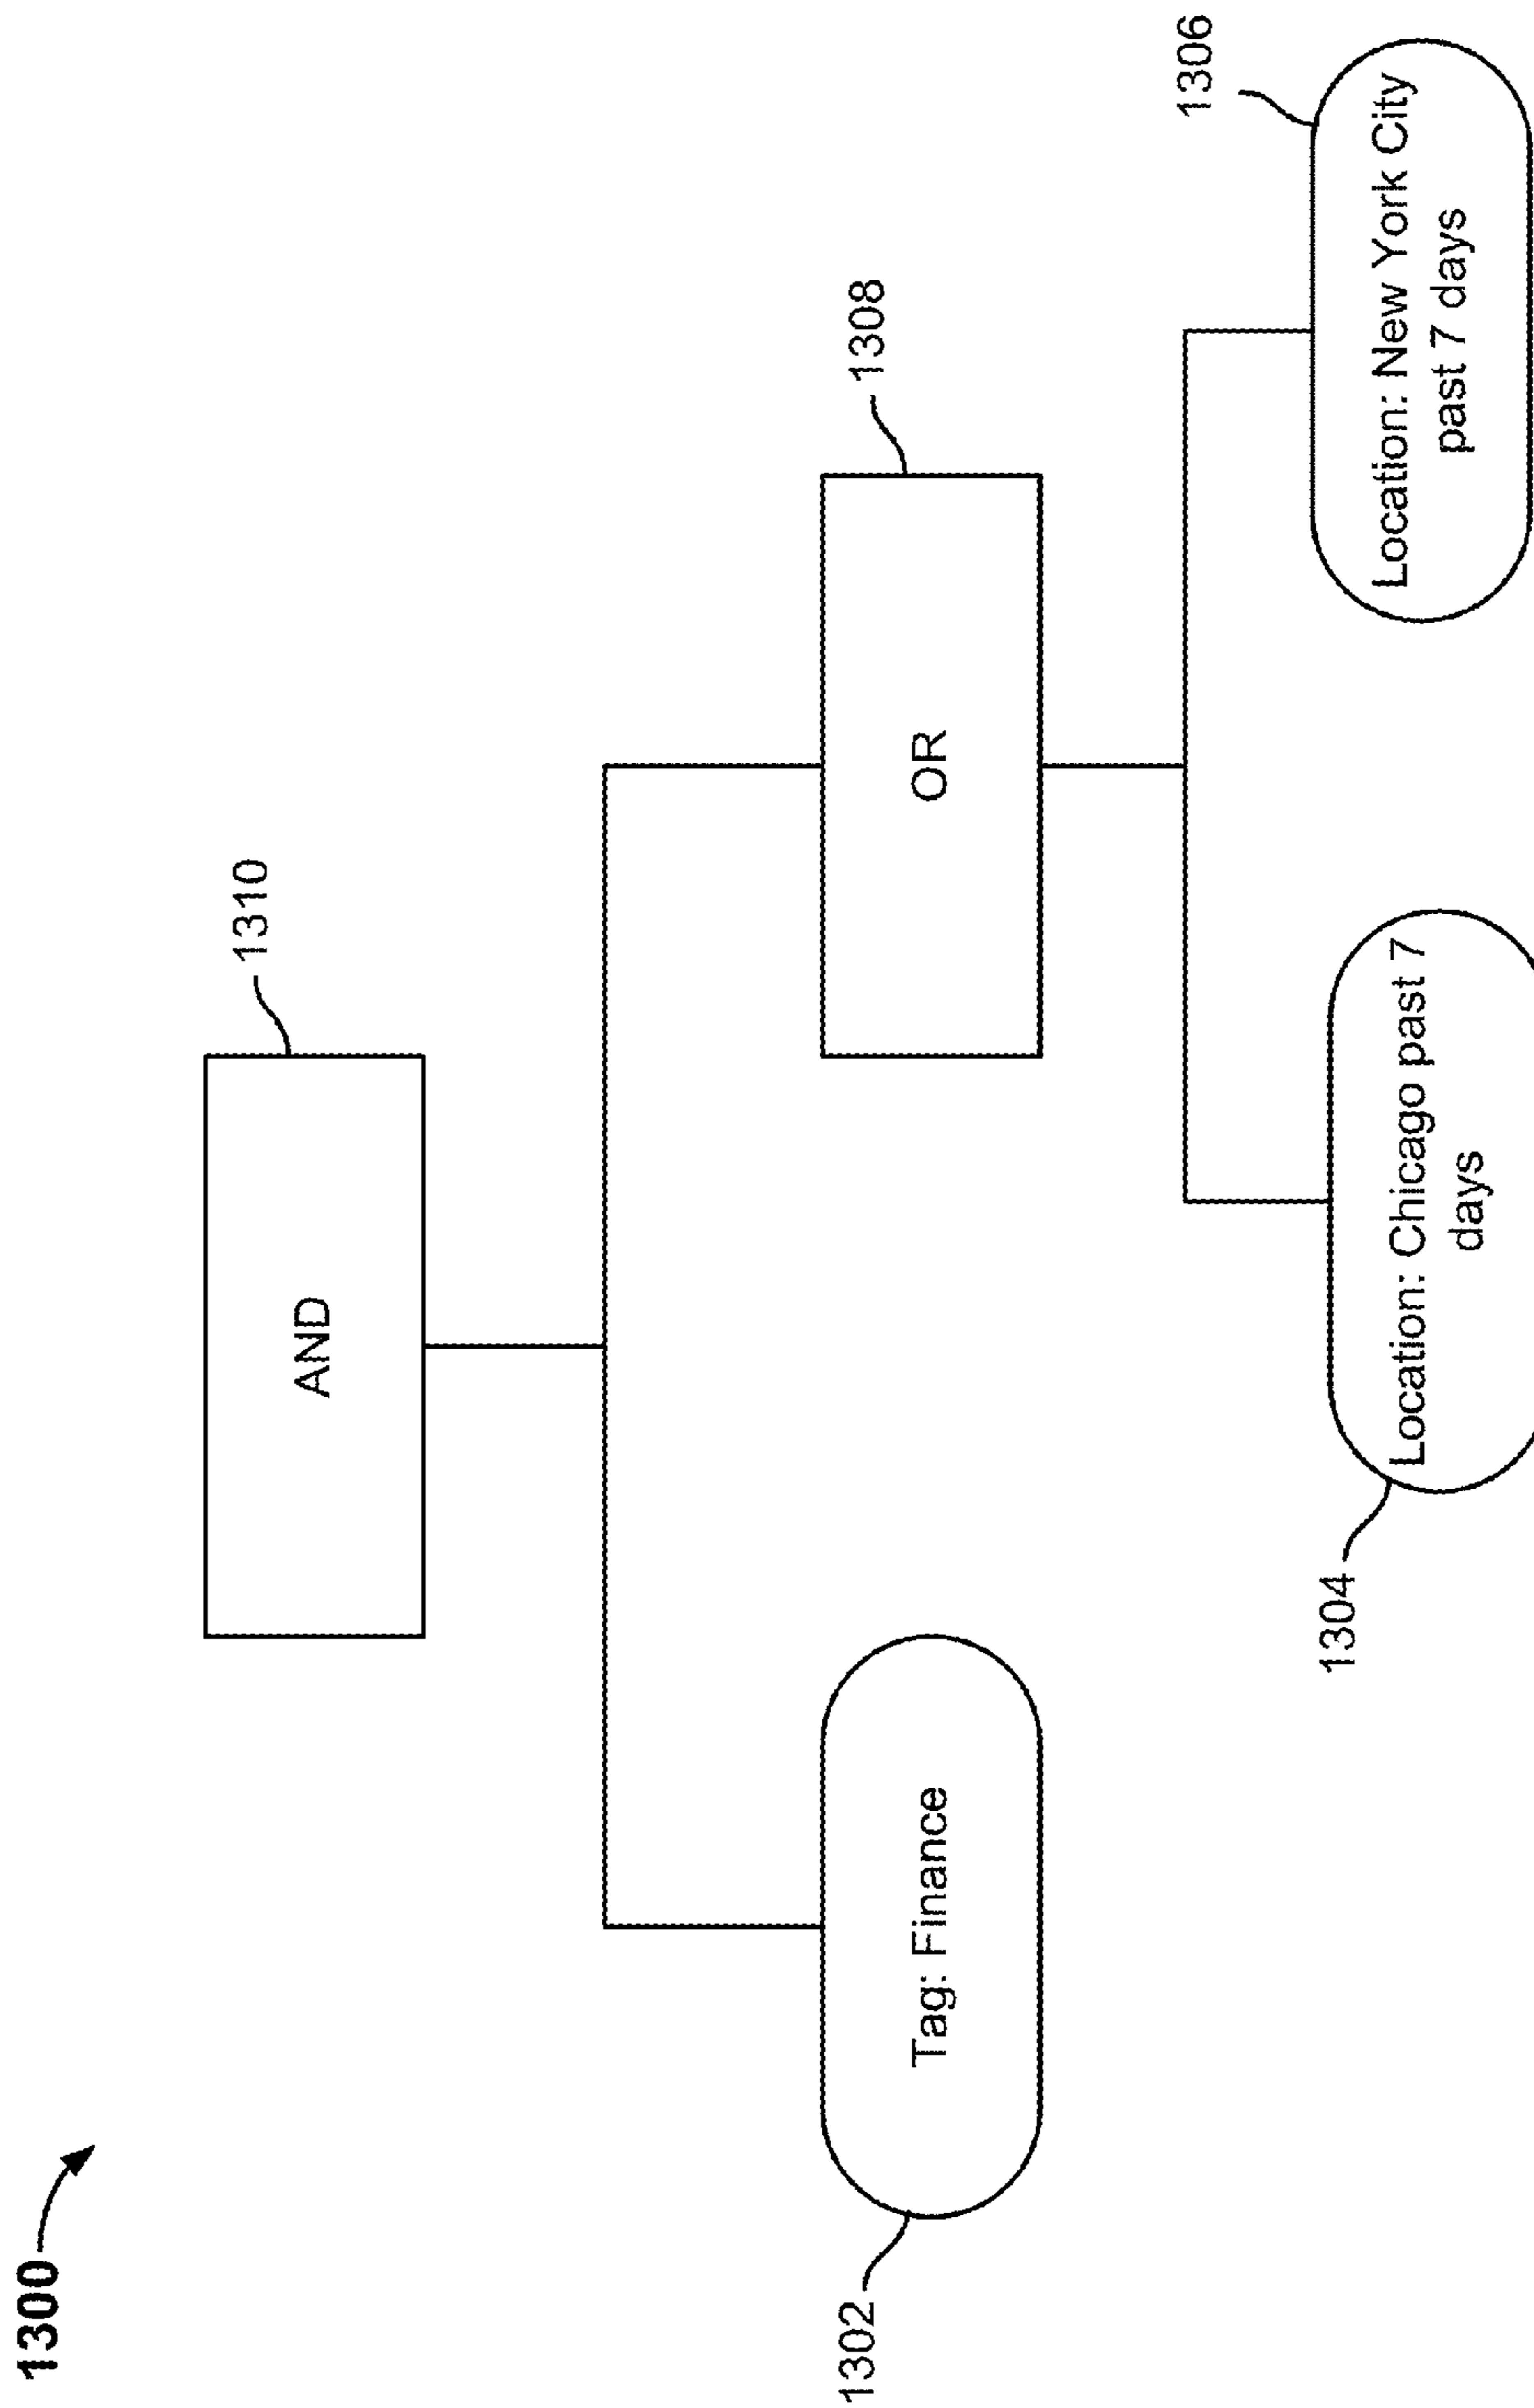 1300
1310
AND
1308
OR
1302
Tag: Finance
1304
Location: Chicago past 7
days
1306
Location: New York City
past 7 days